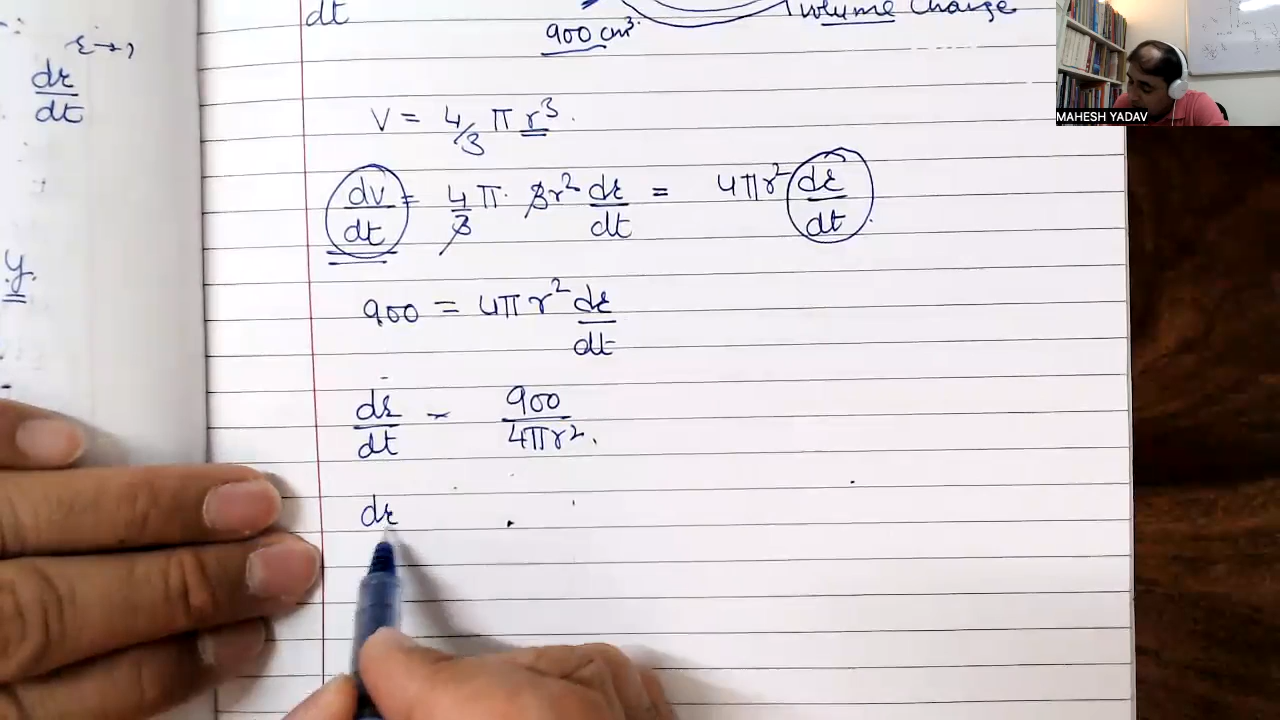 dt
900 cm³
Volume Change
MAHESH YADAV
dr
dt
y
V = 4/3 π r³.
dv/dt = 4/3 π. 3r² dr/dt = 4πr² dr/dt.
900 = 4πr² dr/dt
dr/dt = 900/4πr².
dr